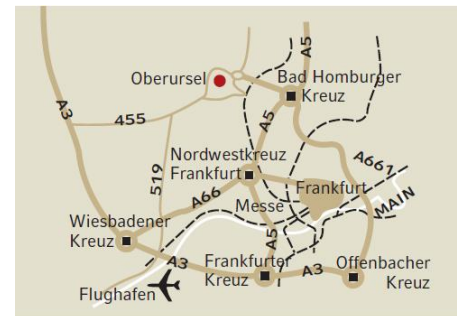 A5
Oberursel
Bad Homburger
Kreuz
A3
455
A5
Nordwestkreuz
Frankfurt
A661
519
A66
Frankfurt
Messe
MAIN
Wiesbadener
Kreuz
A5
A3
Frankfurter
Kreuz
A3
Offenbacher
Kreuz
Flughafen